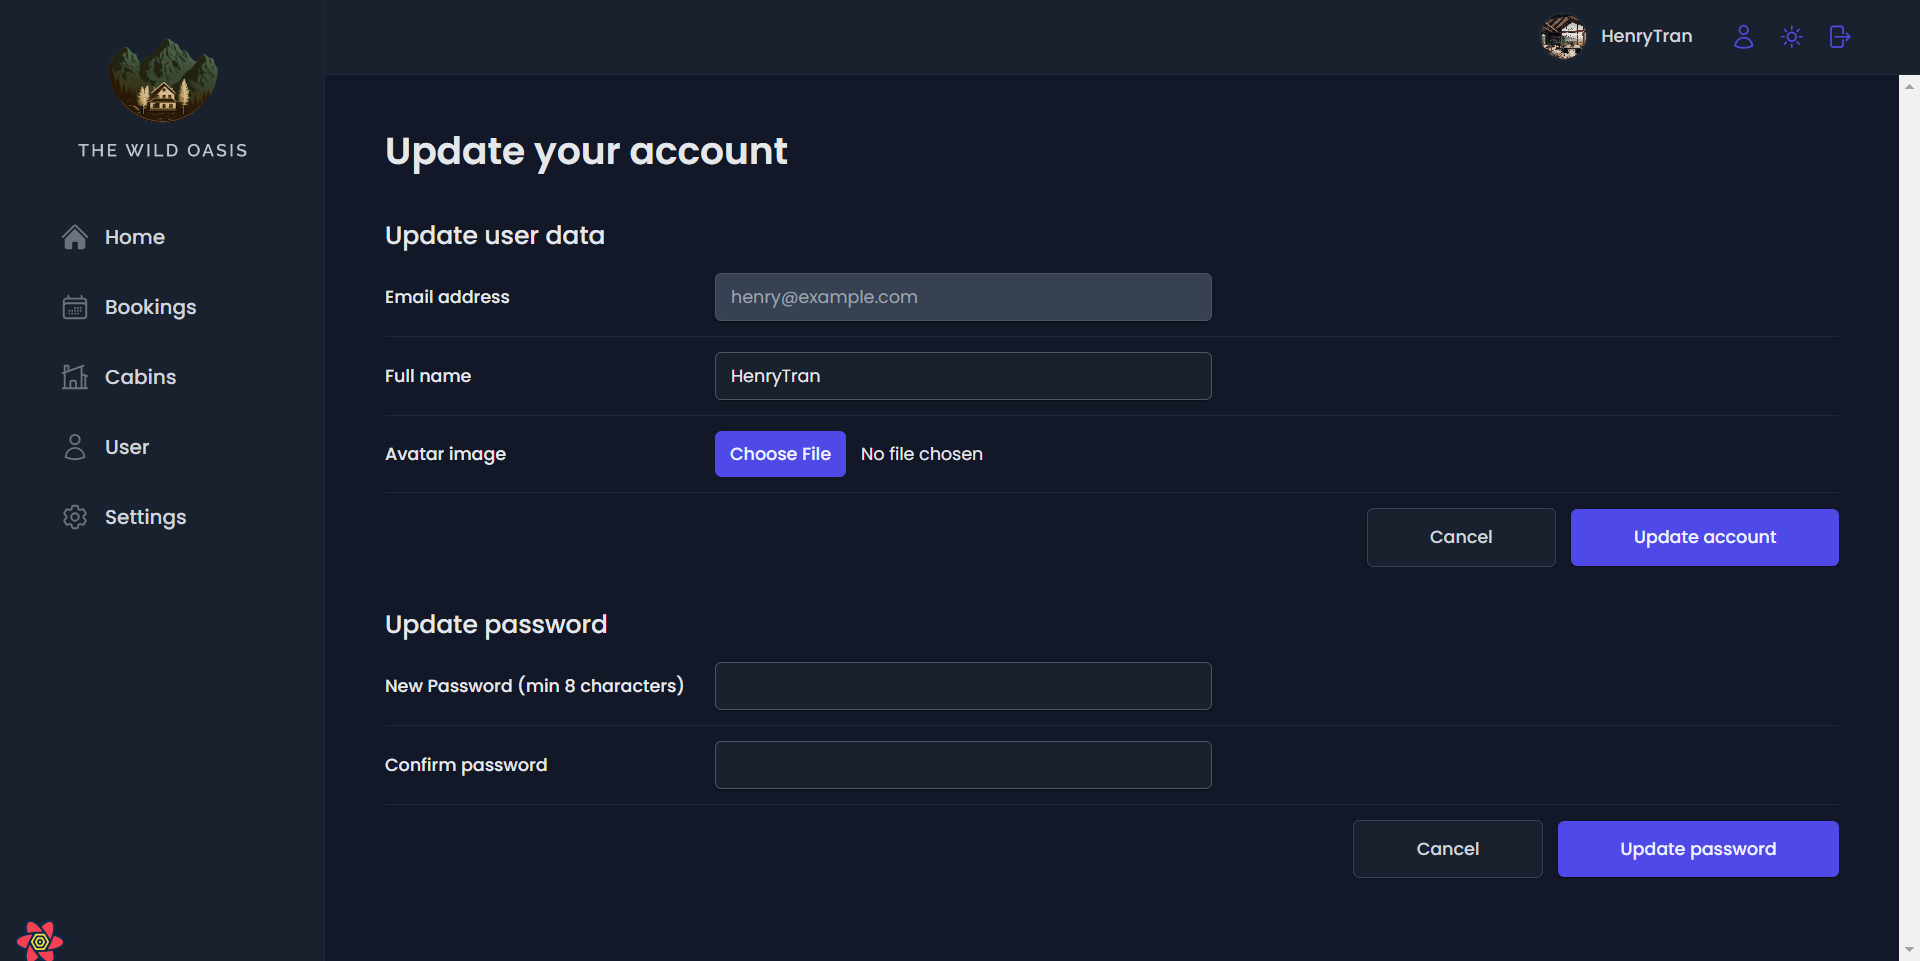 THE WILD OASIS
Home
Bookings
Cabins
User
Settings
HenryTran
Update your account
Update user data
Email address
henry@example.com
Full name
HenryTran
Avatar image
Choose File No file chosen
Cancel
Update account
Update password
New Password (min 8 characters)
Confirm password
Cancel
Update password